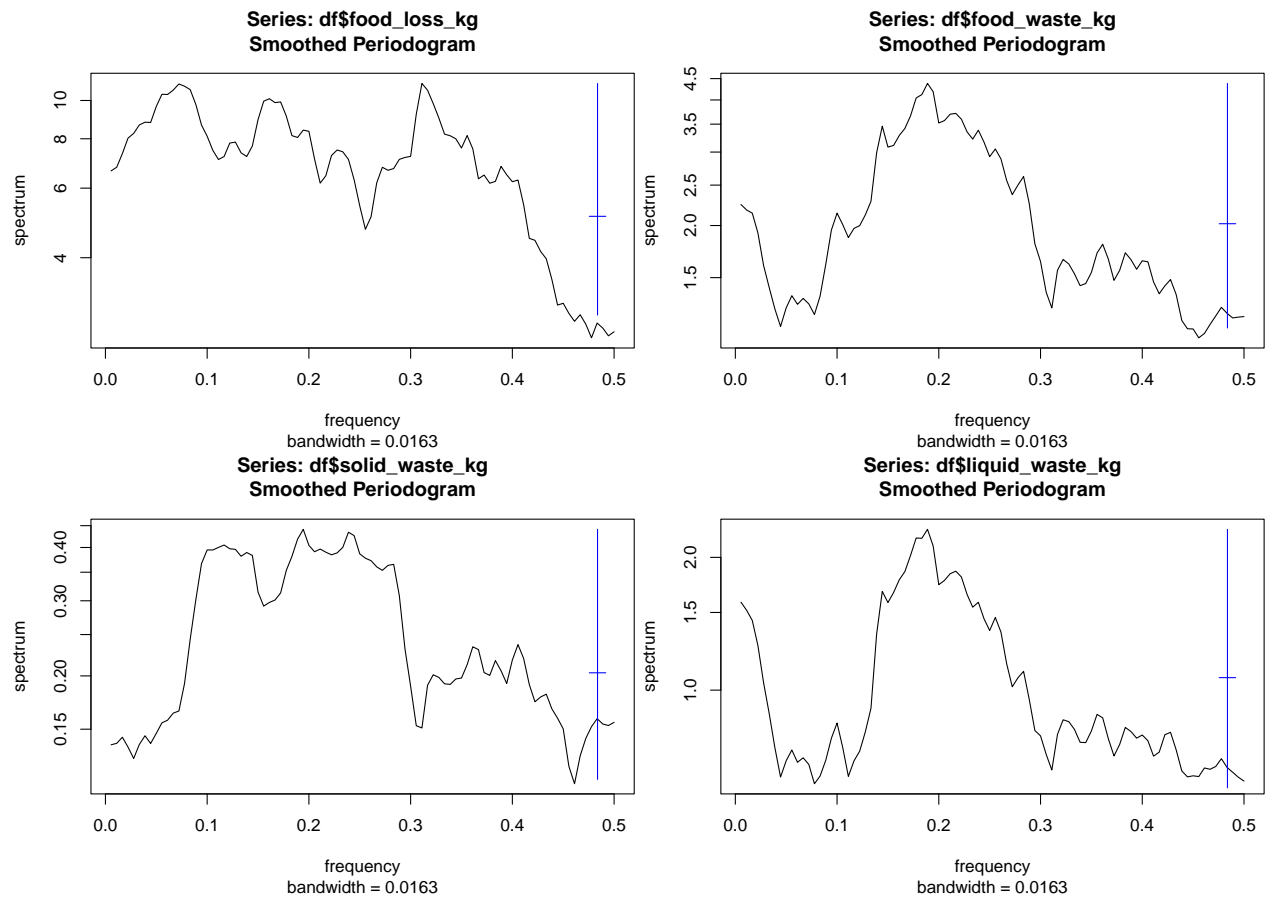 Series: df$food_loss_kg
Smoothed Periodogram
spectrum
10
8
6
4
0.0 0.1 0.2 0.3 0.4 0.5
frequency
bandwidth = 0.0163
Series: df$food_waste_kg
Smoothed Periodogram
spectrum
4.5
3.5
2.5
2.0
1.5
0.0 0.1 0.2 0.3 0.4 0.5
frequency
bandwidth = 0.0163
Series: df$solid_waste_kg
Smoothed Periodogram
spectrum
0.40
0.30
0.20
0.15
0.0 0.1 0.2 0.3 0.4 0.5
frequency
bandwidth = 0.0163
Series: df$liquid_waste_kg
Smoothed Periodogram
spectrum
2.0
1.5
1.0
0.0 0.1 0.2 0.3 0.4 0.5
frequency
bandwidth = 0.0163